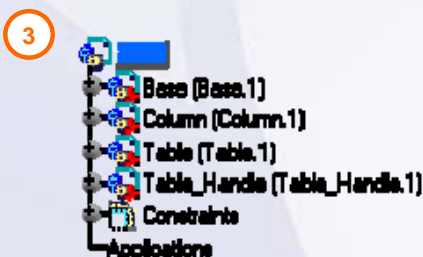 3
Base (Base.1)
Column (Column.1)
Table (Table.1)
Table_Handle (Table_Handle.1)
Constraints
Applications